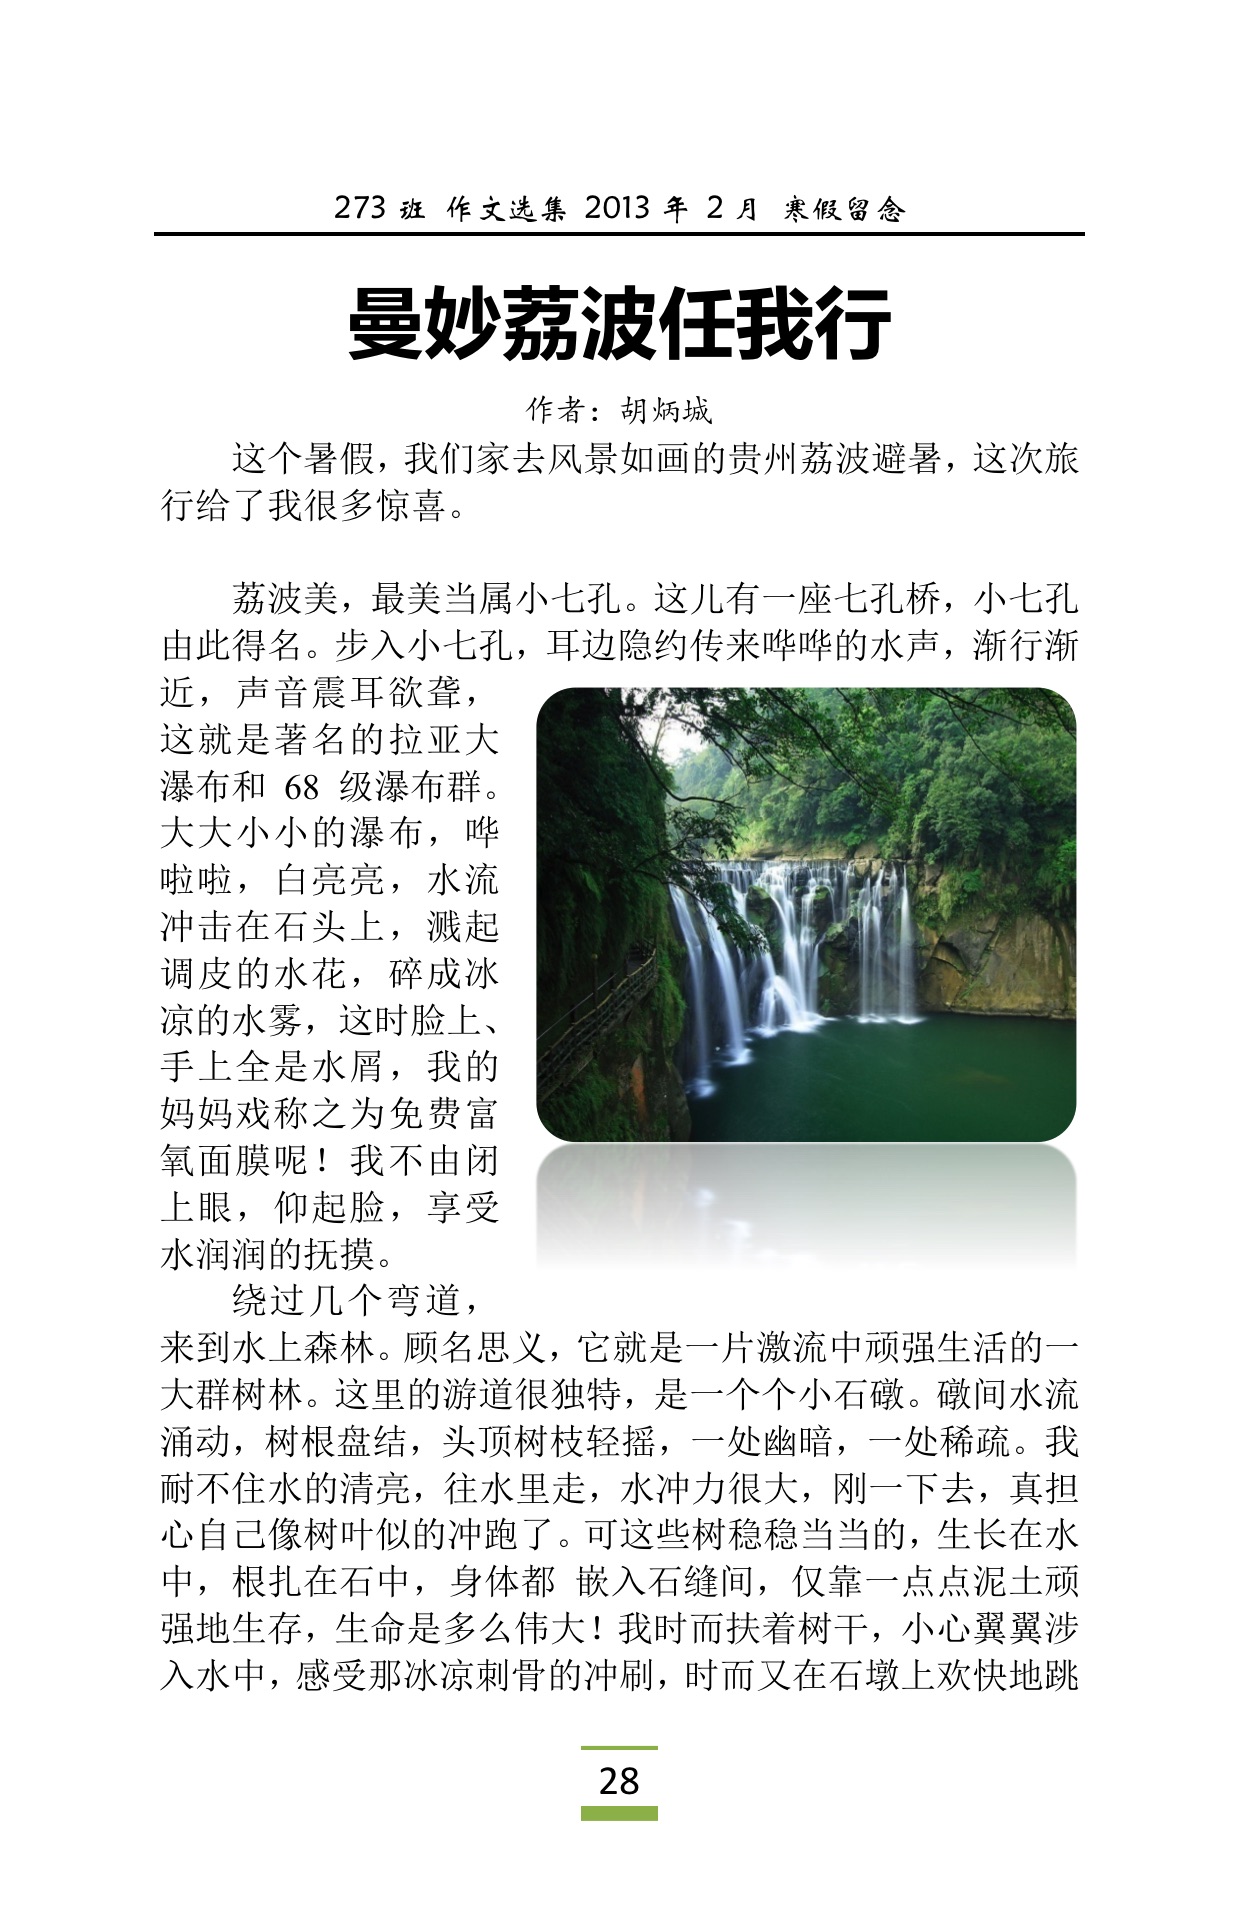 273 班 作文选集 2013 年 2 月 寒假留念
曼妙荔波任我行
作者：胡炳城
这个暑假，我们家去风景如画的贵州荔波避暑，这次旅
行给了我很多惊喜。
荔波美，最美当属小七孔。这儿有一座七孔桥，小七孔
由此得名。步入小七孔，耳边隐约传来哗哗的水声，渐行渐
近，声音震耳欲聋，
这就是著名的拉亚大
瀑布和 68 级瀑布群。
大大小小的瀑布，哗
啦啦，白亮亮，水流
冲击在石头上，溅起
调皮的水花，碎成冰
凉的水雾，这时脸上、
手上全是水屑，我的
妈妈戏称之为免费富
氧面膜呢！我不由闭
上眼，仰起脸，享受
水润润的抚摸。
绕过几个弯道，
来到水上森林。顾名思义，它就是一片激流中顽强生活的一
大群树林。这里的游道很独特，是一个个小石礅。礅间水流
涌动，树根盘结，头顶树枝轻摇，一处幽暗，一处稀疏。我
耐不住水的清亮，往水里走，水冲力很大，刚一下去，真担
心自己像树叶似的冲跑了。可这些树稳稳当当的，生长在水
中，根扎在石中，身体都 嵌入石缝间，仅靠一点点泥土顽
强地生存，生命是多么伟大！我时而扶着树干，小心翼翼涉
入水中，感受那冰凉刺骨的冲刷，时而又在石墩上欢快地跳
28